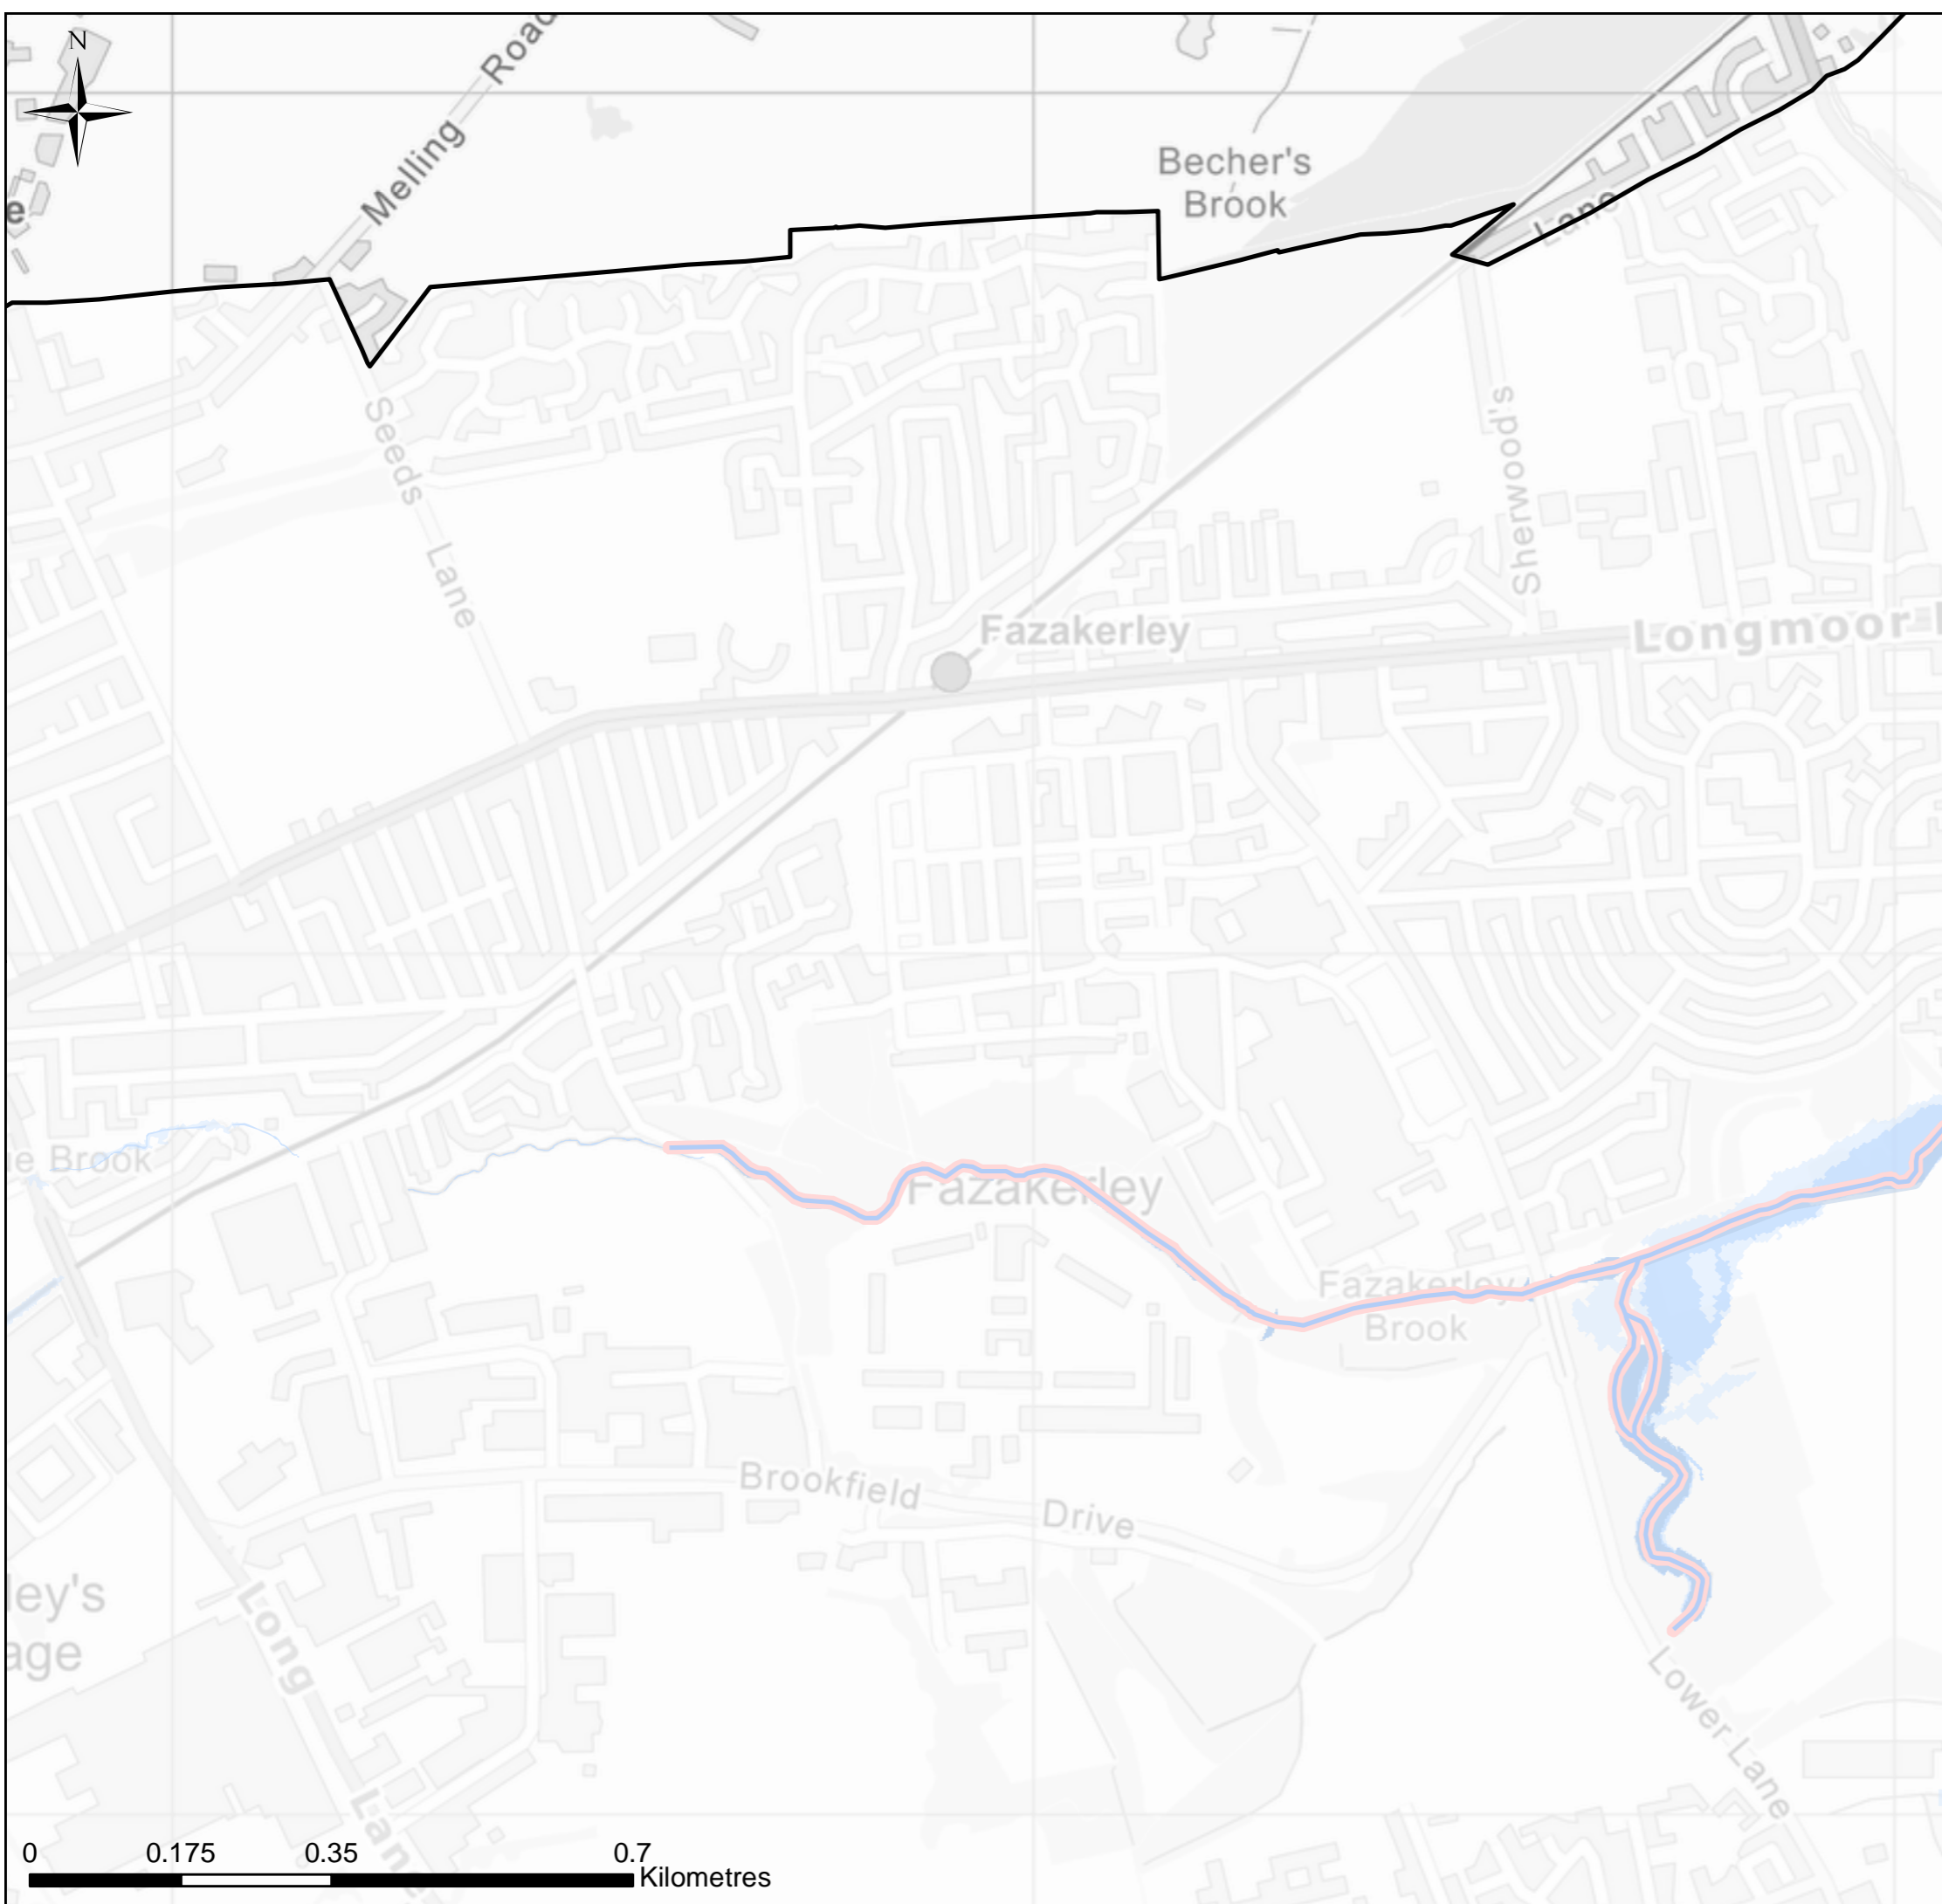 N
Melling Road
Becher's
Brook
Lane
Seeds Lane
Sherwood's
Fazakerley
Longmoor
ue Brook
Fazakerley
Fazakerley
Brook
Brookfield Drive
ley's
age
Long Lane
Lower Lane
0 0.175 0.35 0.7
Kilometres
e